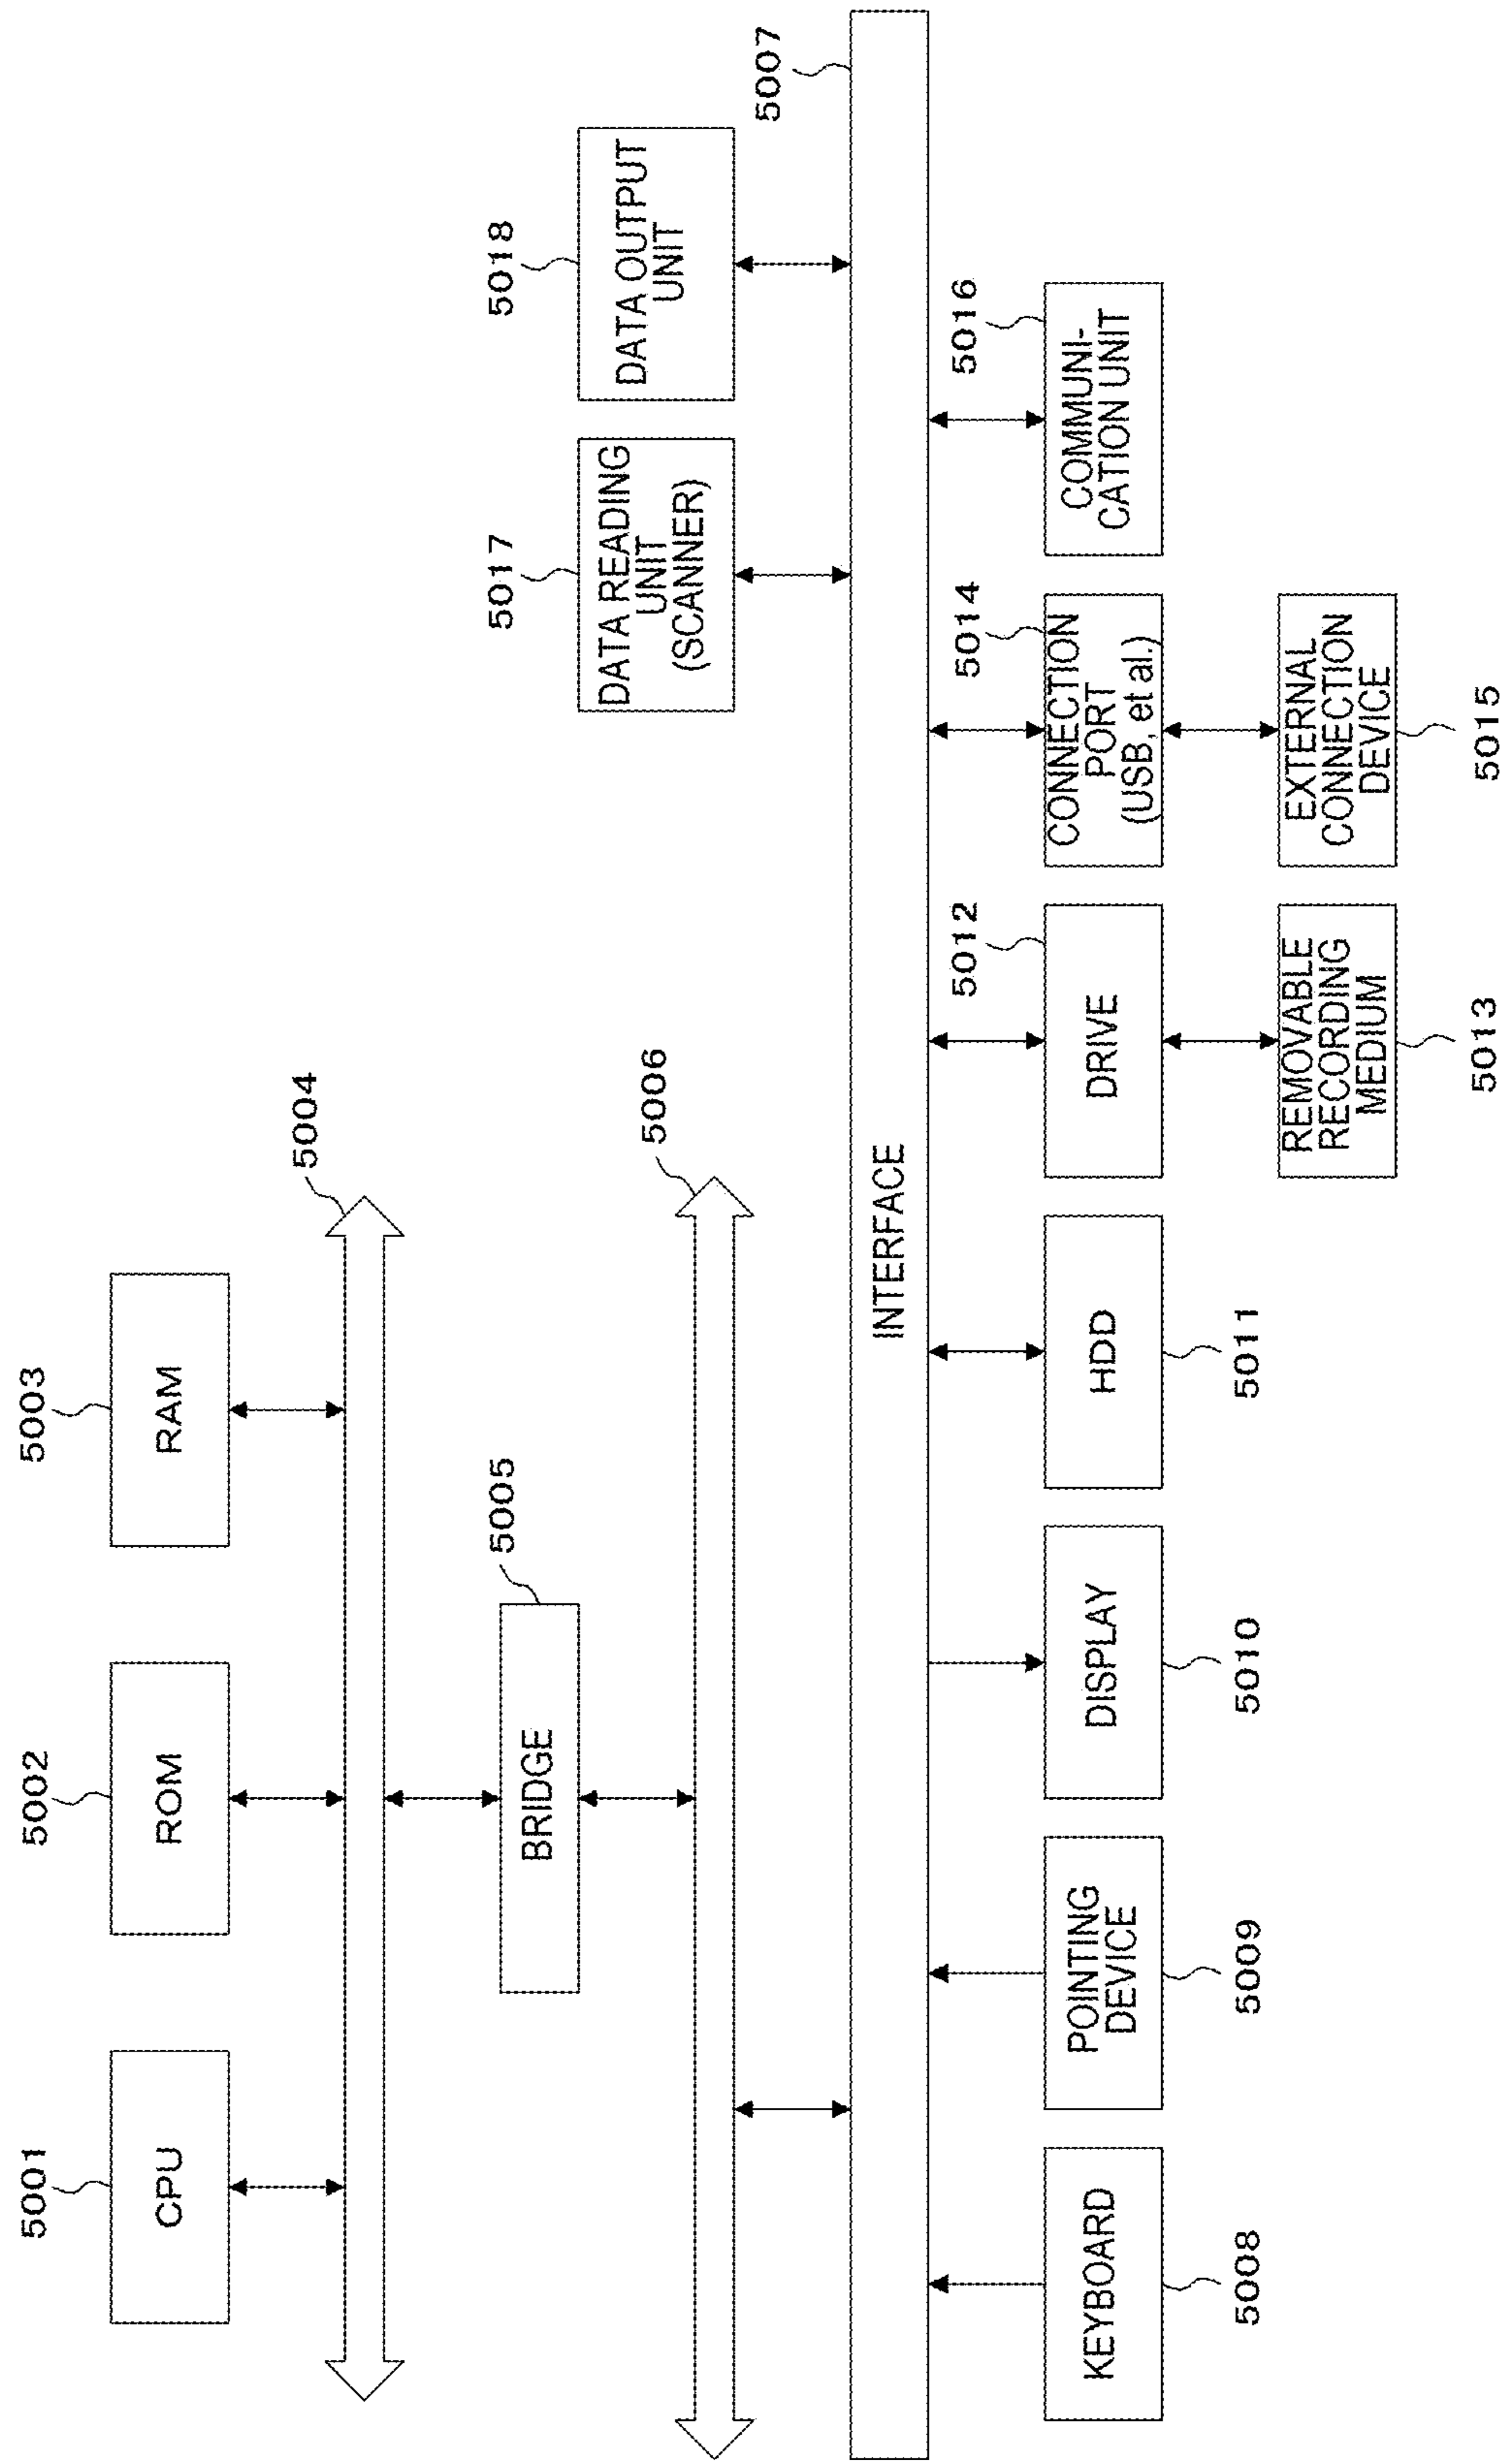 5001
CPU
5002
ROM
5003
RAM
5004
5005
BRIDGE
5006
5017
DATA READING
UNIT
(SCANNER)
5018
DATA OUTPUT
UNIT
5007
INTERFACE
KEYBOARD
5008
POINTING
DEVICE
5009
DISPLAY
5010
HDD
5011
5012
DRIVE
REMOVABLE
RECORDING
MEDIUM
5013
5014
CONNECTION
PORT
(USB, et al.)
EXTERNAL
CONNECTION
DEVICE
5015
5016
COMMUNI-
CATION UNIT